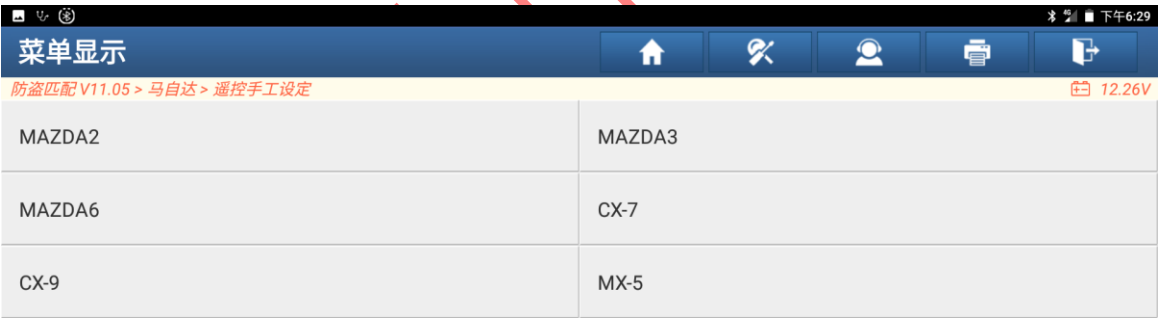 4G 下午6:29
菜单显示
防盗匹配 V11.05 > 马自达 > 遥控手工设定 12.26V
MAZDA2 MAZDA3
MAZDA6 CX-7
CX-9 MX-5